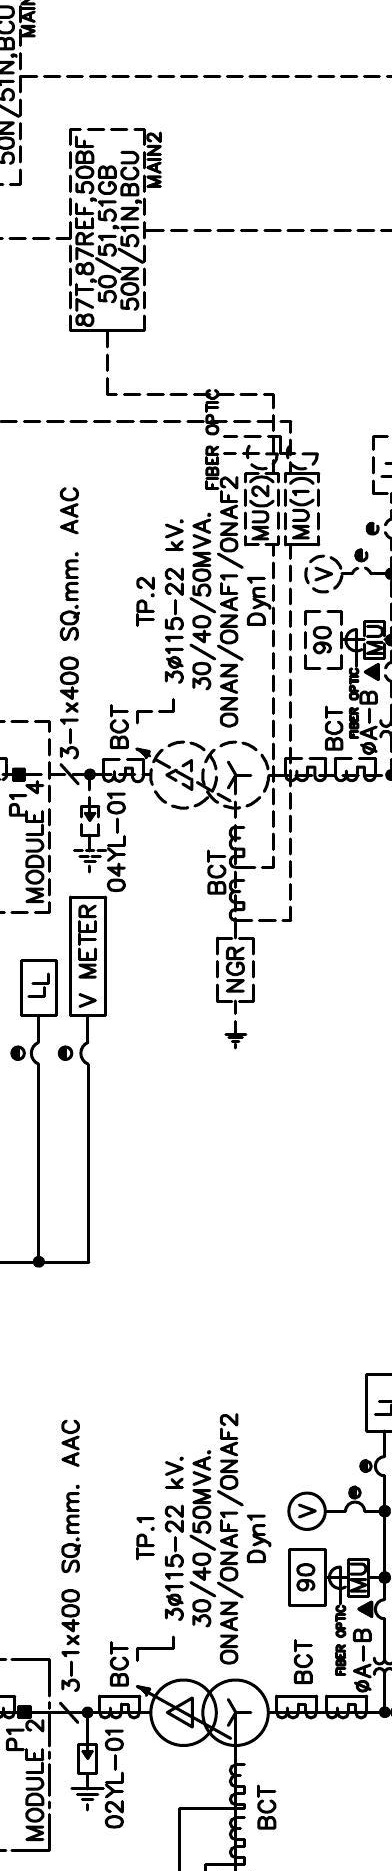 50N/51N,BCU
87T,87REF,50BF
50/51,51GB
50N/51N,BCU
MAIN2
FIBER OPTIC
MU(2)
MU(1)
3-1x400 SQ.mm. AAC
TP.2
3ø115-22 kV.
30/40/50MVA.
ONAN/ONAF1/ONAF2
Dyn1
V
e
e
90
MU
FIBER OPTIC
øA-B
BCT
BCT
P1
4
MODULE
04YL-01
BCT
NGR
LL
V METER
e
e
3-1x400 SQ.mm. AAC
TP.1
3ø115-22 kV.
30/40/50MVA.
ONAN/ONAF1/ONAF2
Dyn1
V
e
e
90
MU
FIBER OPTIC
øA-B
BCT
BCT
P1
2
MODULE
02YL-01
BCT